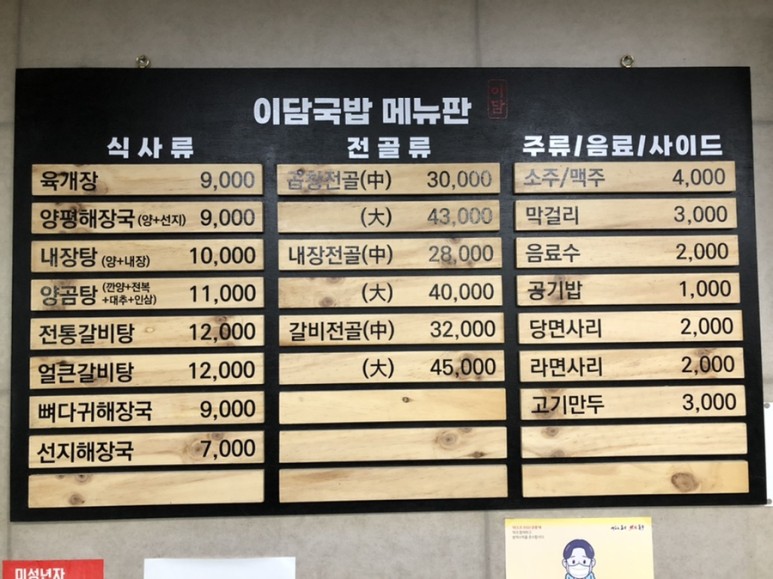 이담국밥 메뉴판
이담
식사류
육개장 9,000
양평해장국 (양+선지) 9,000
내장탕 (양+내장) 10,000
양곰탕 (깐양+전복
+대추+인삼) 11,000
전통갈비탕 12,000
얼큰갈비탕 12,000
뼈다귀해장국 9,000
선지해장국 7,000
전골류
곱창전골(中) 30,000
(大) 43,000
내장전골(中) 28,000
(大) 40,000
갈비전골(中) 32,000
(大) 45,000
주류/음료/사이드
소주/맥주 4,000
막걸리 3,000
음료수 2,000
공기밥 1,000
당면사리 2,000
라면사리 2,000
고기만두 3,000
미성년자